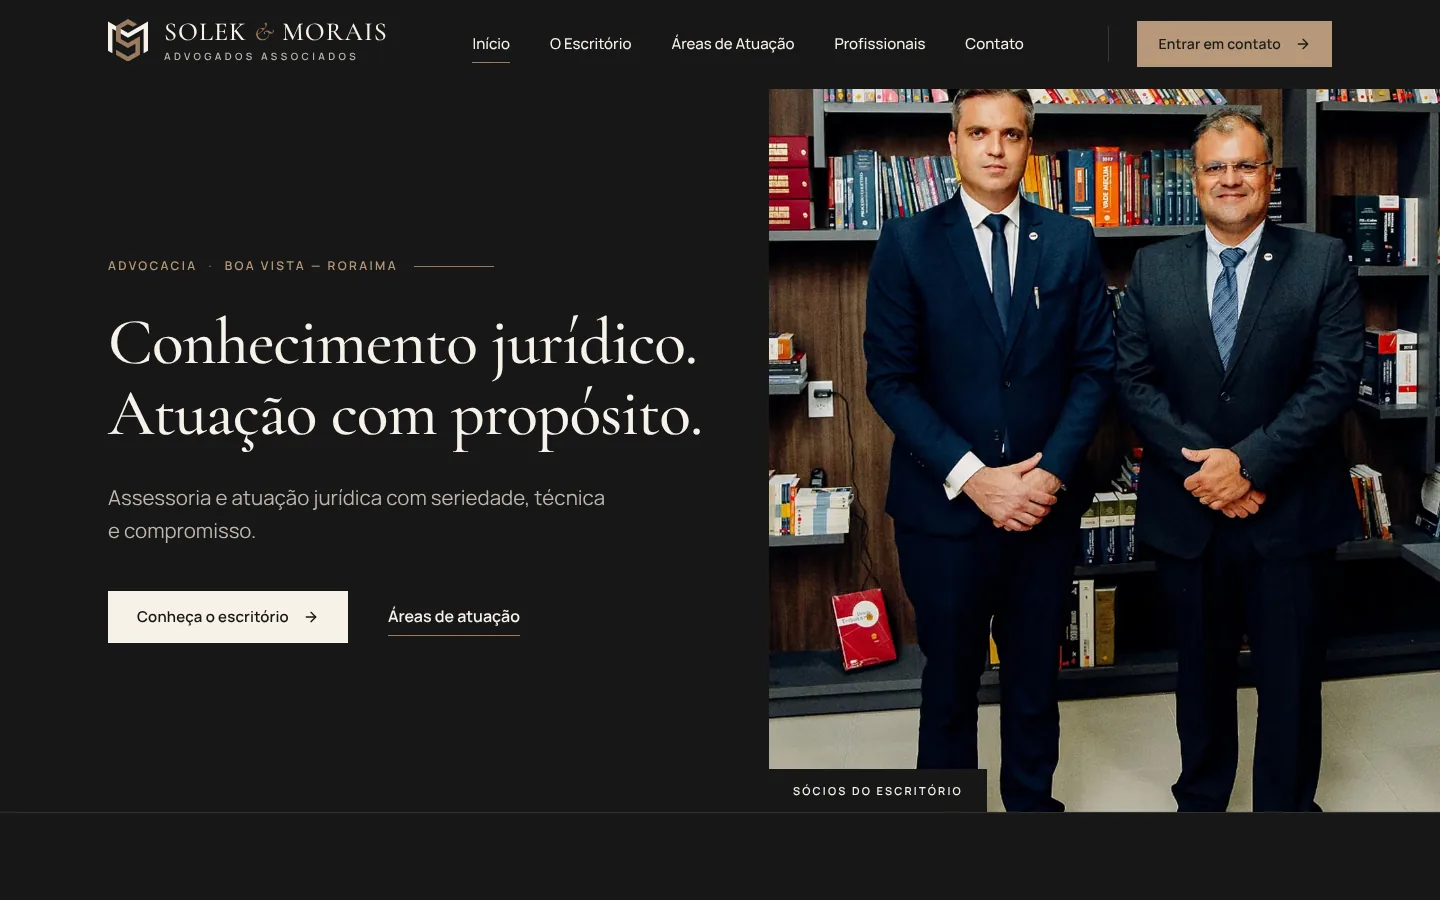 SOLEK & MORAIS
ADVOGADOS ASSOCIADOS
Início
O Escritório
Áreas de Atuação
Profissionais
Contato
Entrar em contato →
ADVOCACIA · BOA VISTA — RORAIMA
Conhecimento jurídico.
Atuação com propósito.
Assessoria e atuação jurídica com seriedade, técnica
e compromisso.
Conheça o escritório →
Áreas de atuação
VADE MECUM
SÓCIOS DO ESCRITÓRIO